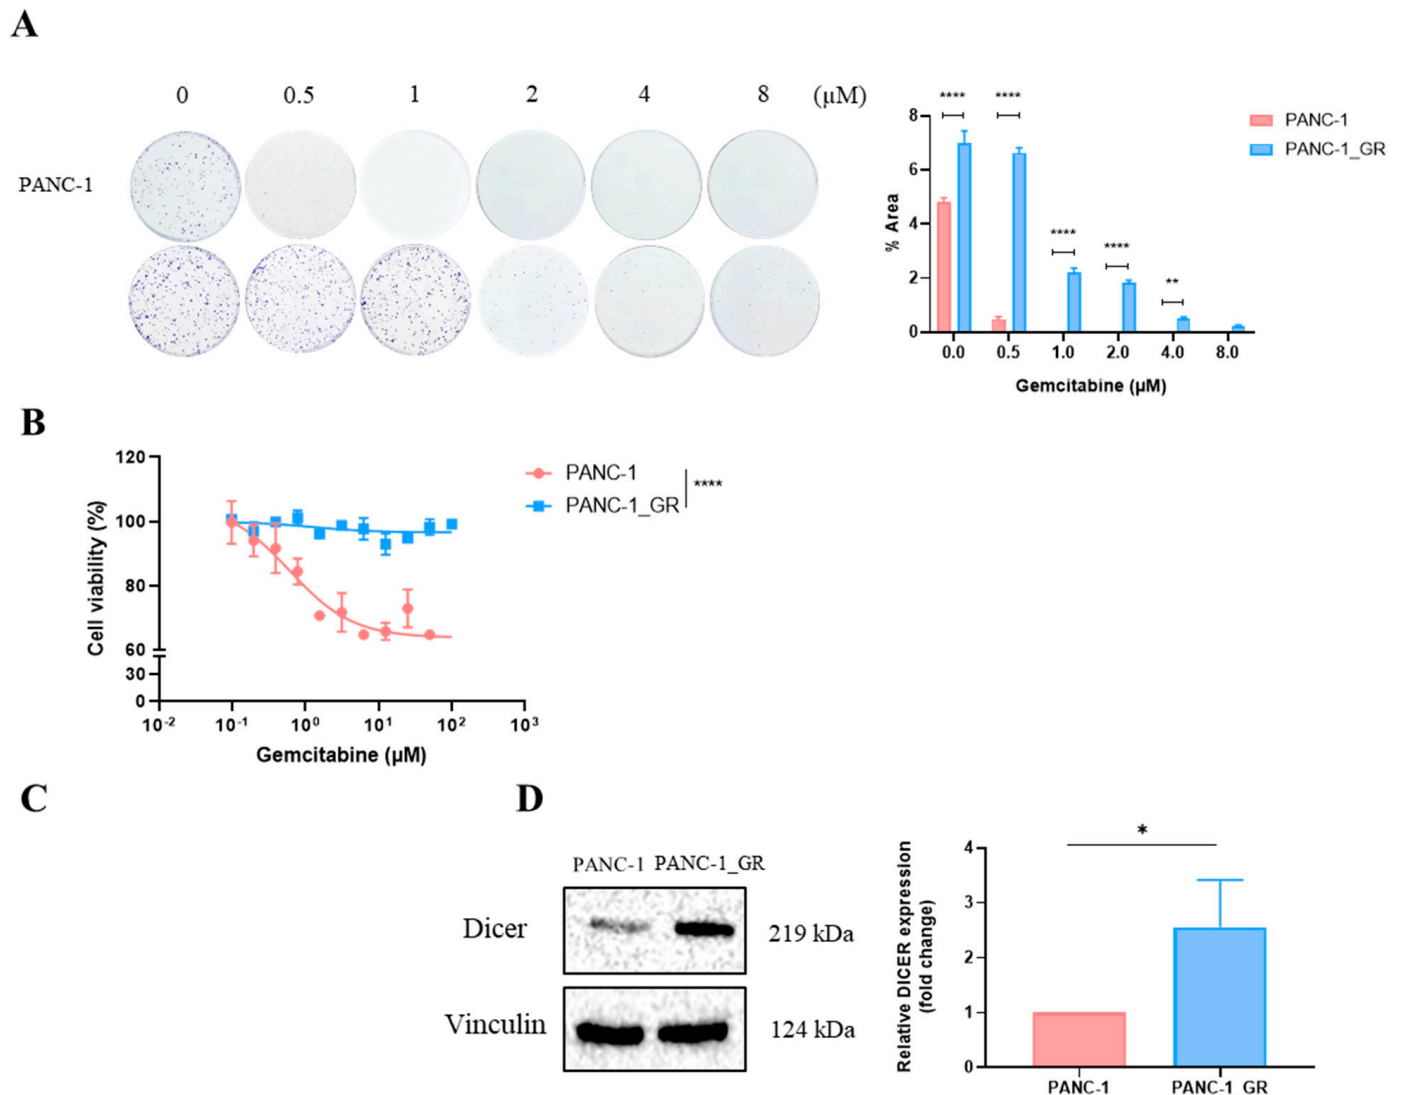 A
0 0.5 1 2 4 8 (μM)
PANC-1
**** ****
****
****
**
8
6
4
2
0
% Area
0.0 0.5 1.0 2.0 4.0 8.0
Gemcitabine (μM)
PANC-1
PANC-1_GR
B
120
100
80
60
30
0
Cell viability (%)
10-2 10-1 100 101 102 103
Gemcitabine (μM)
PANC-1
PANC-1_GR
****
C
D
PANC-1 PANC-1_GR
Dicer 219 kDa
Vinculin 124 kDa
*
4
3
2
1
0
Relative DICER expression
(fold change)
PANC-1 PANC-1 GR